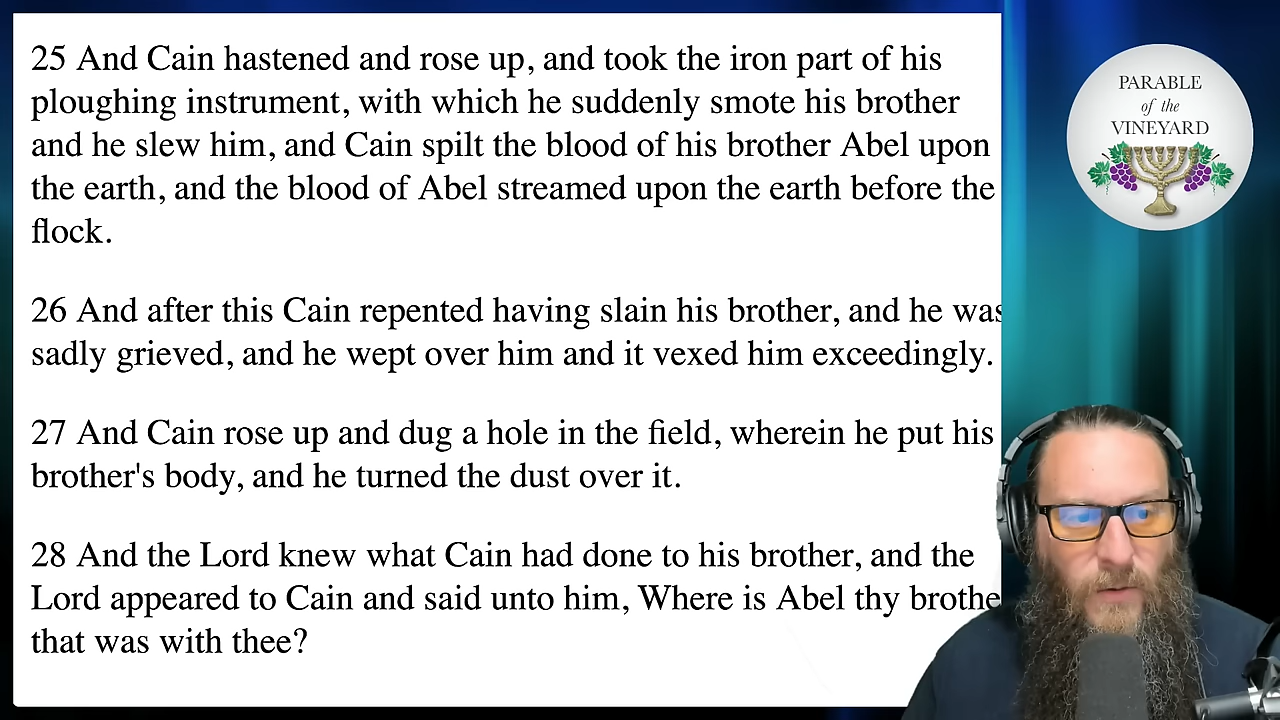 25 And Cain hastened and rose up, and took the iron part of his
ploughing instrument, with which he suddenly smote his brother
and he slew him, and Cain spilt the blood of his brother Abel upon
the earth, and the blood of Abel streamed upon the earth before the
flock.
26 And after this Cain repented having slain his brother, and he was
sadly grieved, and he wept over him and it vexed him exceedingly.
27 And Cain rose up and dug a hole in the field, wherein he put his
brother's body, and he turned the dust over it.
28 And the Lord knew what Cain had done to his brother, and the
Lord appeared to Cain and said unto him, Where is Abel thy brothe
that was with thee?
PARABLE
of the
VINEYARD